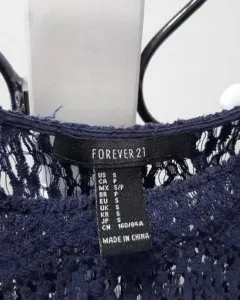 FOREVER 21
US S
CA P
MX S/P
BR P
EU S
UK S
KR S
JP S
CN 160/84A
MADE IN CHINA